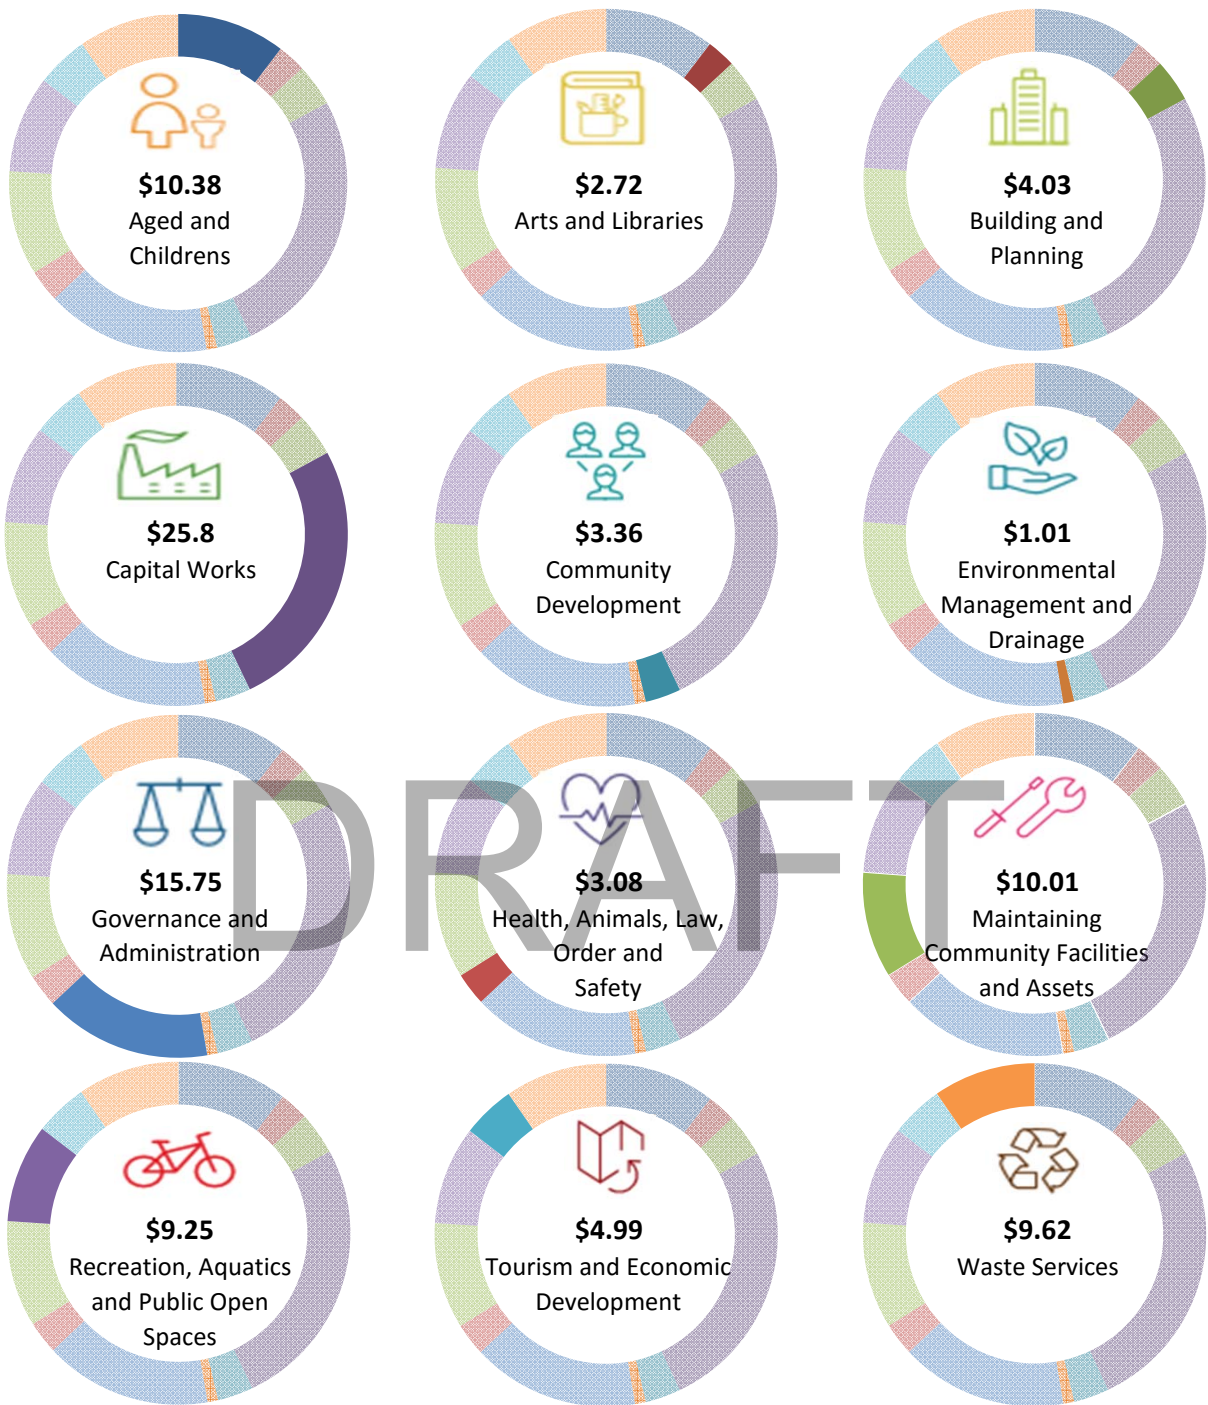 $10.38
Aged and
Childrens
$2.72
Arts and Libraries
$4.03
Building and
Planning
$25.8
Capital Works
$3.36
Community
Development
$1.01
Environmental
Management and
Drainage
$15.75
Governance and
Administration
$3.08
Health, Animals, Law,
Order and
Safety
$10.01
Maintaining
Community Facilities
and Assets
DRAFT
$9.25
Recreation, Aquatics
and Public Open
Spaces
$4.99
Tourism and Economic
Development
$9.62
Waste Services